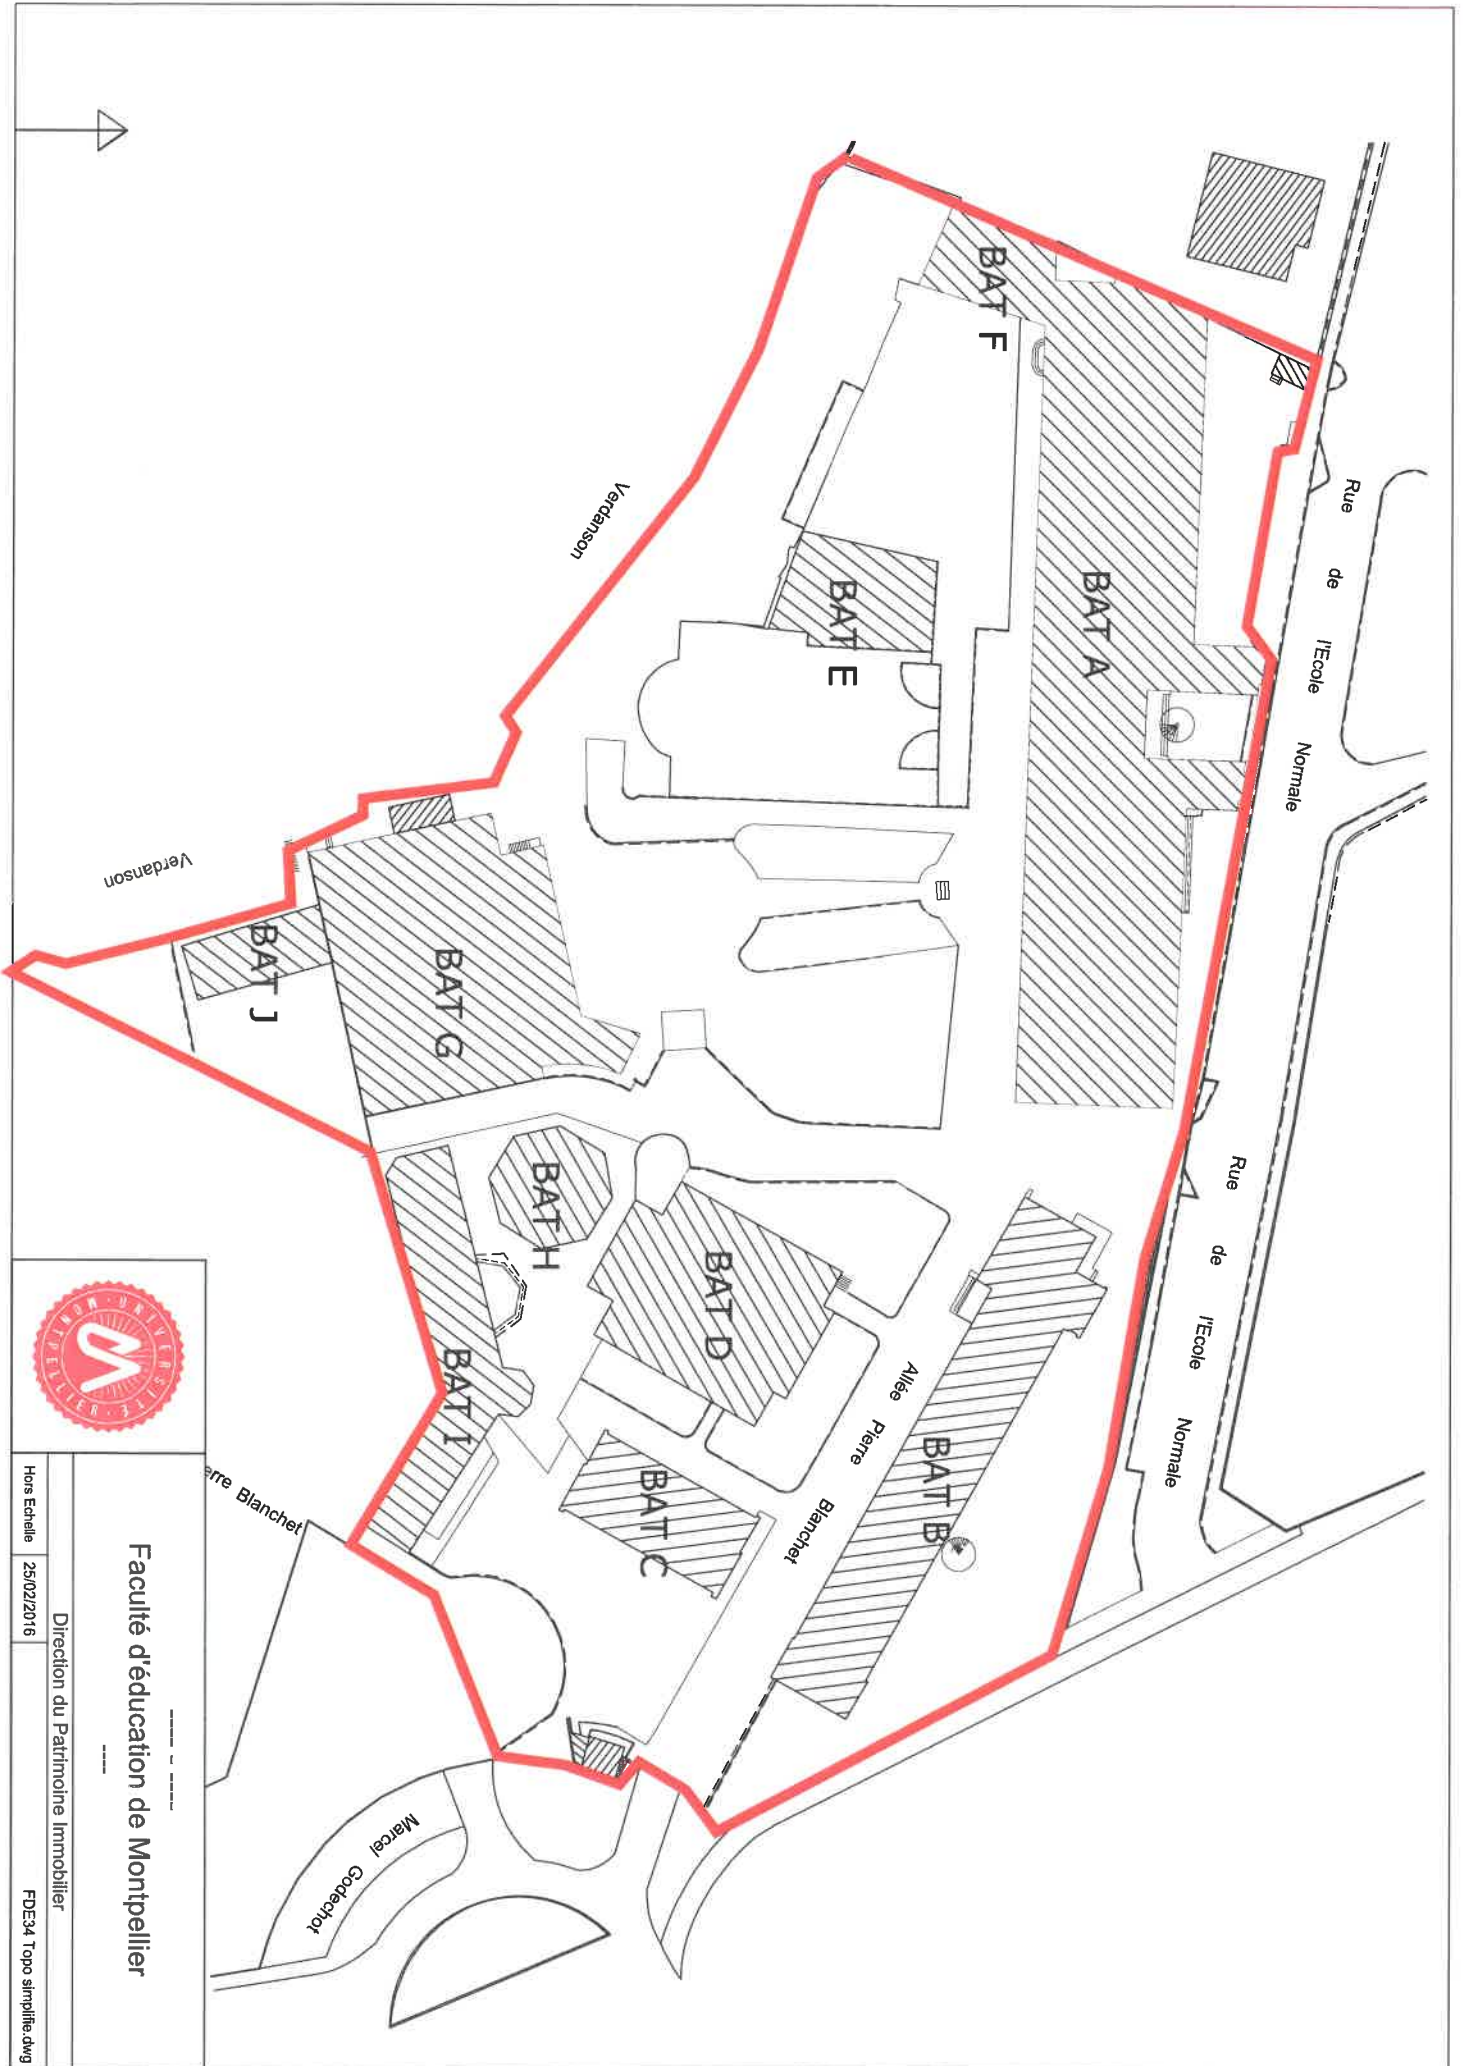 Rue de l'Ecole Normale
Rue de l'Ecole Normale
BAT F
BAT A
BAT E
Verdanson
BAT B
Allée Pierre Blanchet
BAT D
BAT H
BAT G
BAT C
BAT J
BAT I
Verdanson
erre Blanchet
Marcel Godechot
UNIVERSITÉ
MONTPELLIER
---- - ----
Faculté d'éducation de Montpellier
----
Direction du Patrimoine Immobilier
Hors Echelle 25/02/2016 FDE34 Topo simplifie.dwg